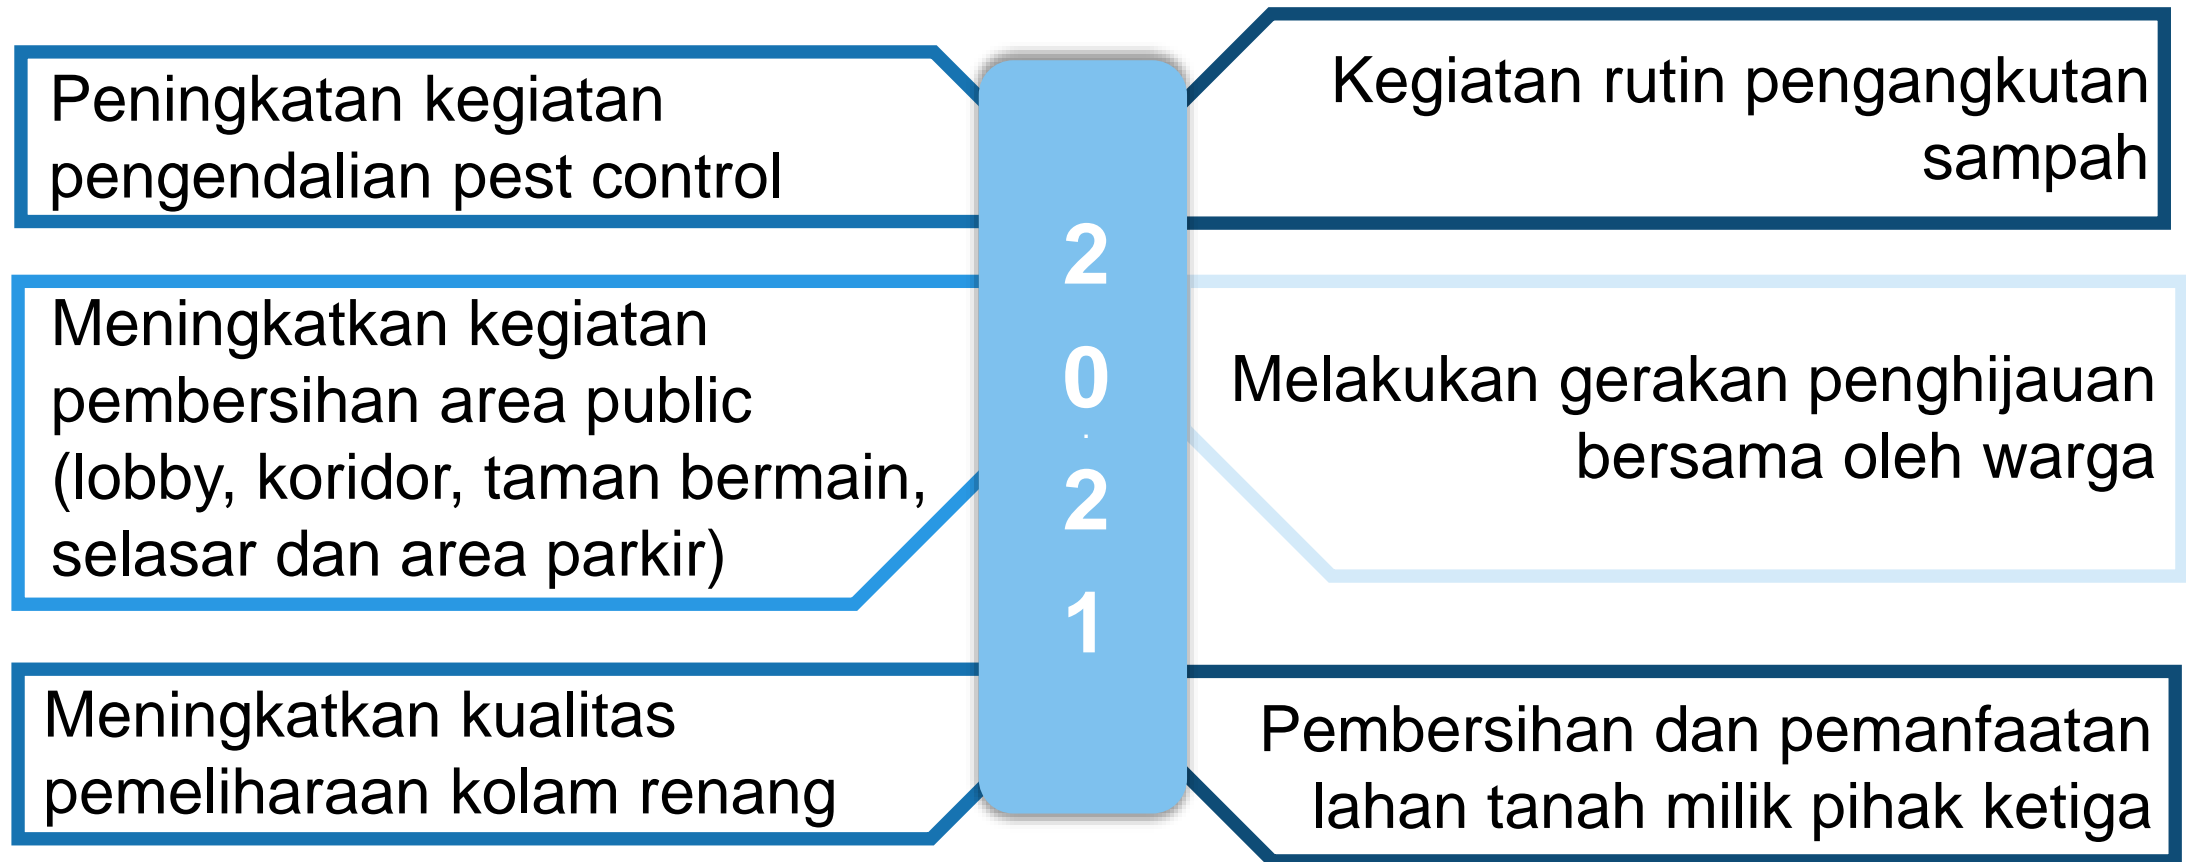 Peningkatan kegiatan
pengendalian pest control
Meningkatkan kegiatan
pembersihan area public
(lobby, koridor, taman bermain,
selasar dan area parkir)
Meningkatkan kualitas
pemeliharaan kolam renang
2
0
.
2
1
Kegiatan rutin pengangkutan
sampah
Melakukan gerakan penghijauan
bersama oleh warga
Pembersihan dan pemanfaatan
lahan tanah milik pihak ketiga